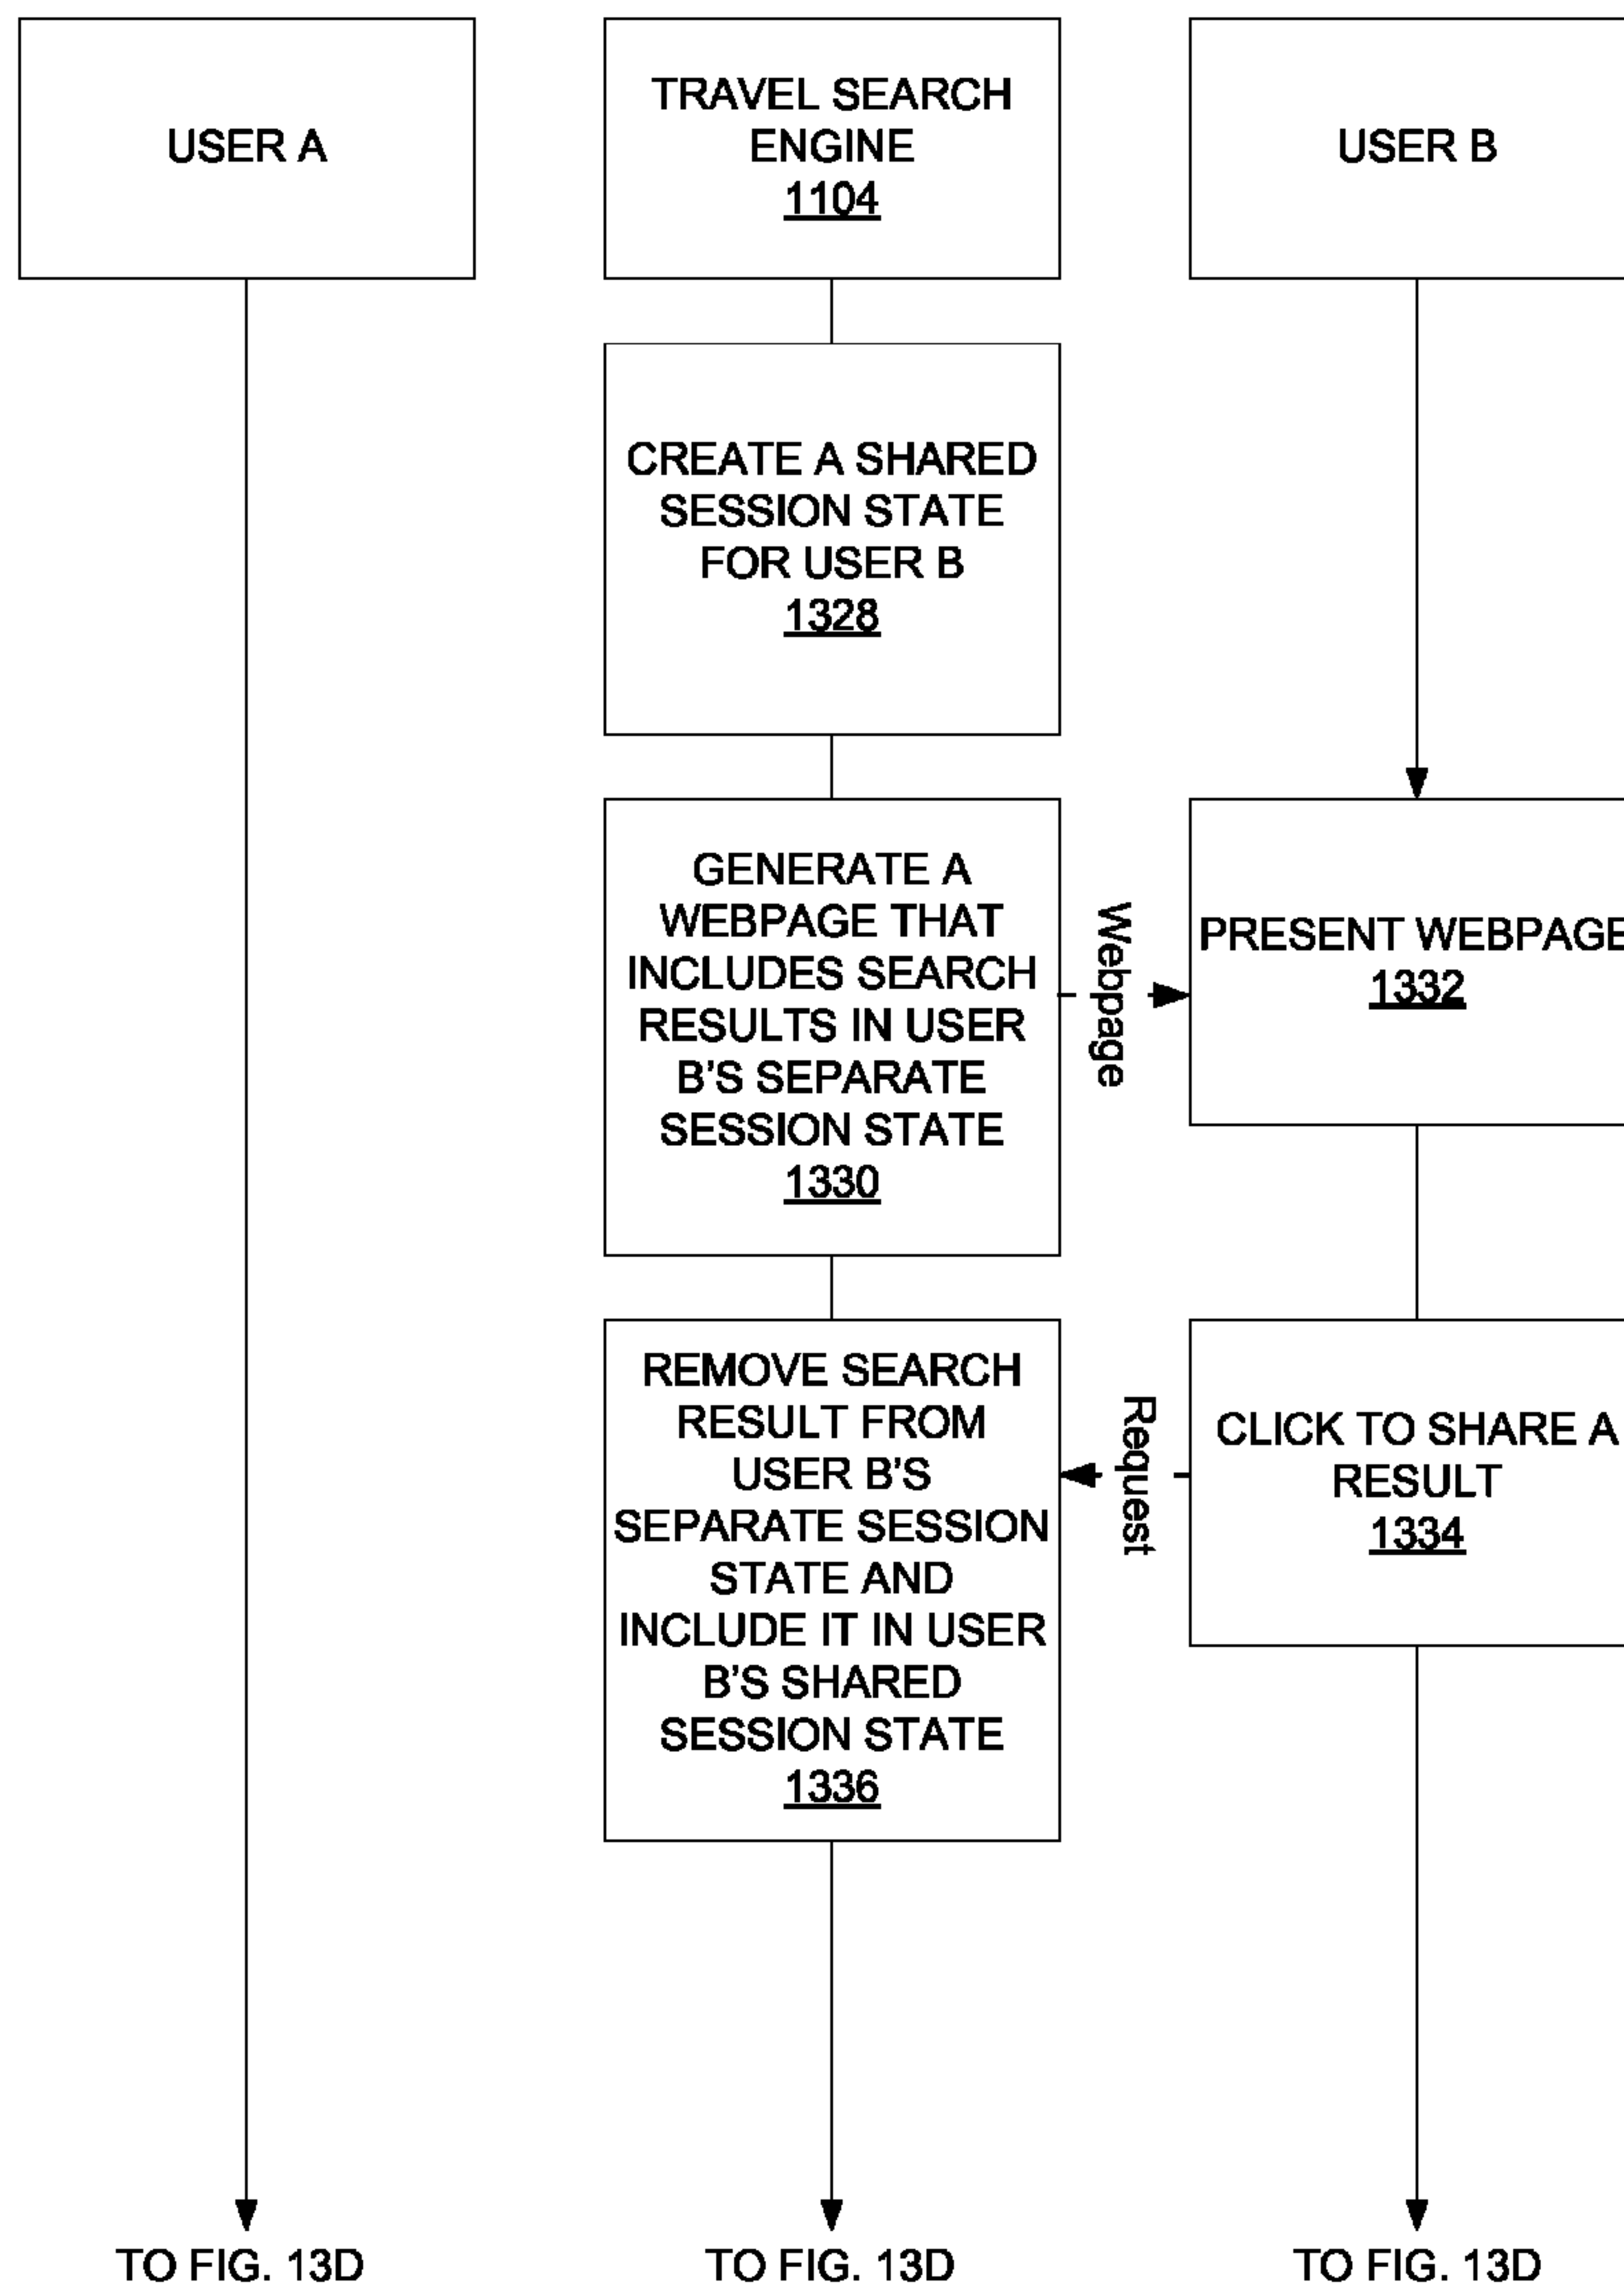 USER A
TRAVEL SEARCH
ENGINE
1104
USER B
CREATE A SHARED
SESSION STATE
FOR USER B
1328
GENERATE A
WEBPAGE THAT
INCLUDES SEARCH
RESULTS IN USER
B'S SEPARATE
SESSION STATE
1330
Webpage
PRESENT WEBPAGE
1332
REMOVE SEARCH
RESULT FROM
USER B'S
SEPARATE SESSION
STATE AND
INCLUDE IT IN USER
B'S SHARED
SESSION STATE
1336
Request
CLICK TO SHARE A
RESULT
1334
TO FIG. 13D
TO FIG. 13D
TO FIG. 13D